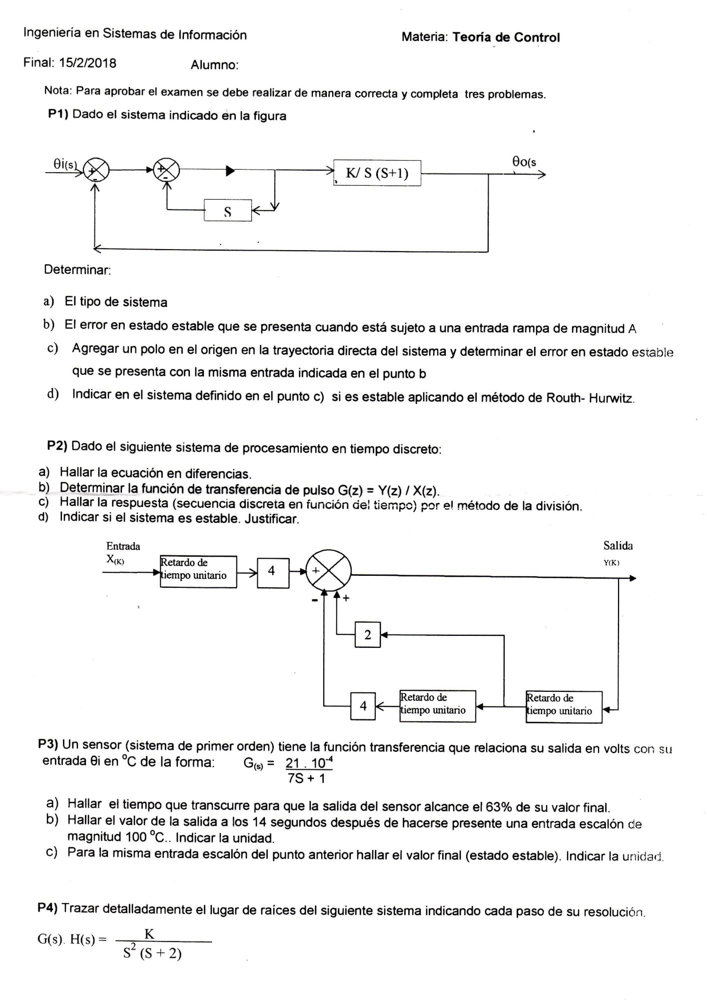 Ingeniería en Sistemas de Información
Materia: Teoría de Control
Final: 15/2/2018
Alumno:
Nota: Para aprobar el examen se debe realizar de manera correcta y completa tres problemas.
P1) Dado el sistema indicado en la figura
θi(s)
+
-
+
-
K/ S (S+1)
θo(s
S
Determinar:
a) El tipo de sistema
b) El error en estado estable que se presenta cuando está sujeto a una entrada rampa de magnitud A
c) Agregar un polo en el origen en la trayectoria directa del sistema y determinar el error en estado estable
que se presenta con la misma entrada indicada en el punto b
d) Indicar en el sistema definido en el punto c) si es estable aplicando el método de Routh- Hurwitz.
P2) Dado el siguiente sistema de procesamiento en tiempo discreto:
a) Hallar la ecuación en diferencias.
b) Determinar la función de transferencia de pulso G(z) = Y(z) / X(z).
c) Hallar la respuesta (secuencia discreta en función del tiempo) por el método de la división.
d) Indicar si el sistema es estable. Justificar.
Entrada
X(K)
Retardo de
tiempo unitario
4
+
-
+
Salida
Y(K)
2
4
Retardo de
tiempo unitario
Retardo de
tiempo unitario
P3) Un sensor (sistema de primer orden) tiene la función transferencia que relaciona su salida en volts con su
entrada θi en ºC de la forma: G(s) = 21 . 10⁻⁴
7S + 1
a) Hallar el tiempo que transcurre para que la salida del sensor alcance el 63% de su valor final.
b) Hallar el valor de la salida a los 14 segundos después de hacerse presente una entrada escalón de
magnitud 100 ºC.. Indicar la unidad.
c) Para la misma entrada escalón del punto anterior hallar el valor final (estado estable). Indicar la unidad.
P4) Trazar detalladamente el lugar de raíces del siguiente sistema indicando cada paso de su resolución.
G(s). H(s) = K
S² (S + 2)